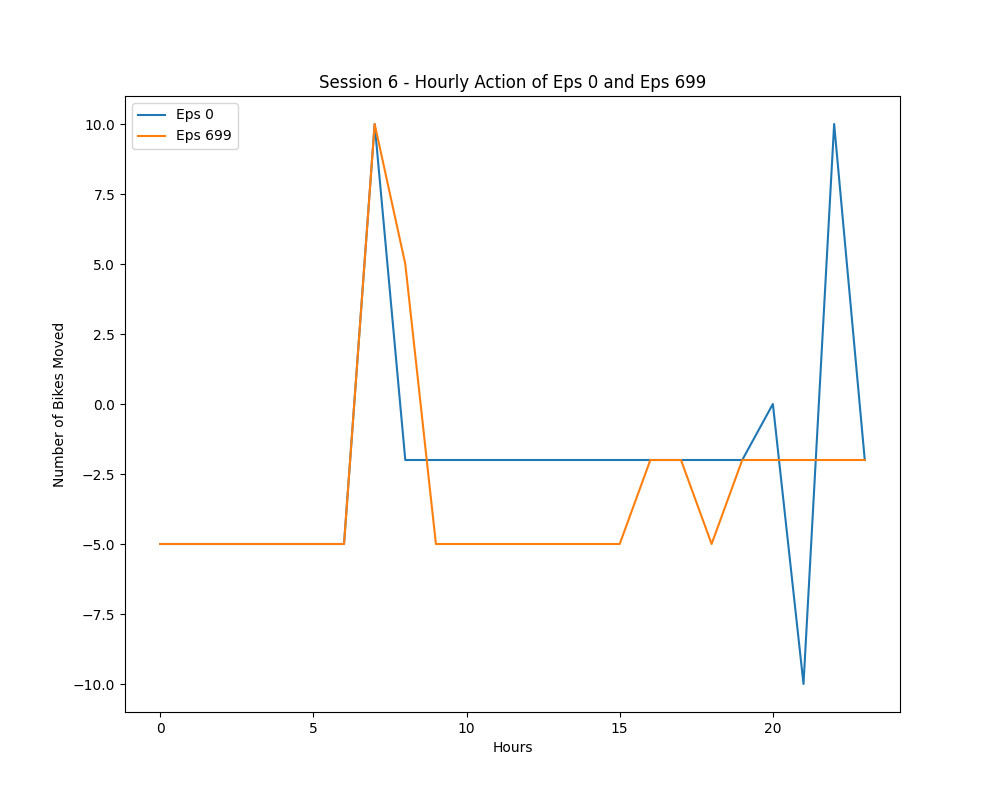 Session 6 - Hourly Action of Eps 0 and Eps 699
Eps 0
Eps 699
10.0
7.5
5.0
2.5
0.0
−2.5
−5.0
−7.5
−10.0
Number of Bikes Moved
0 5 10 15 20
Hours